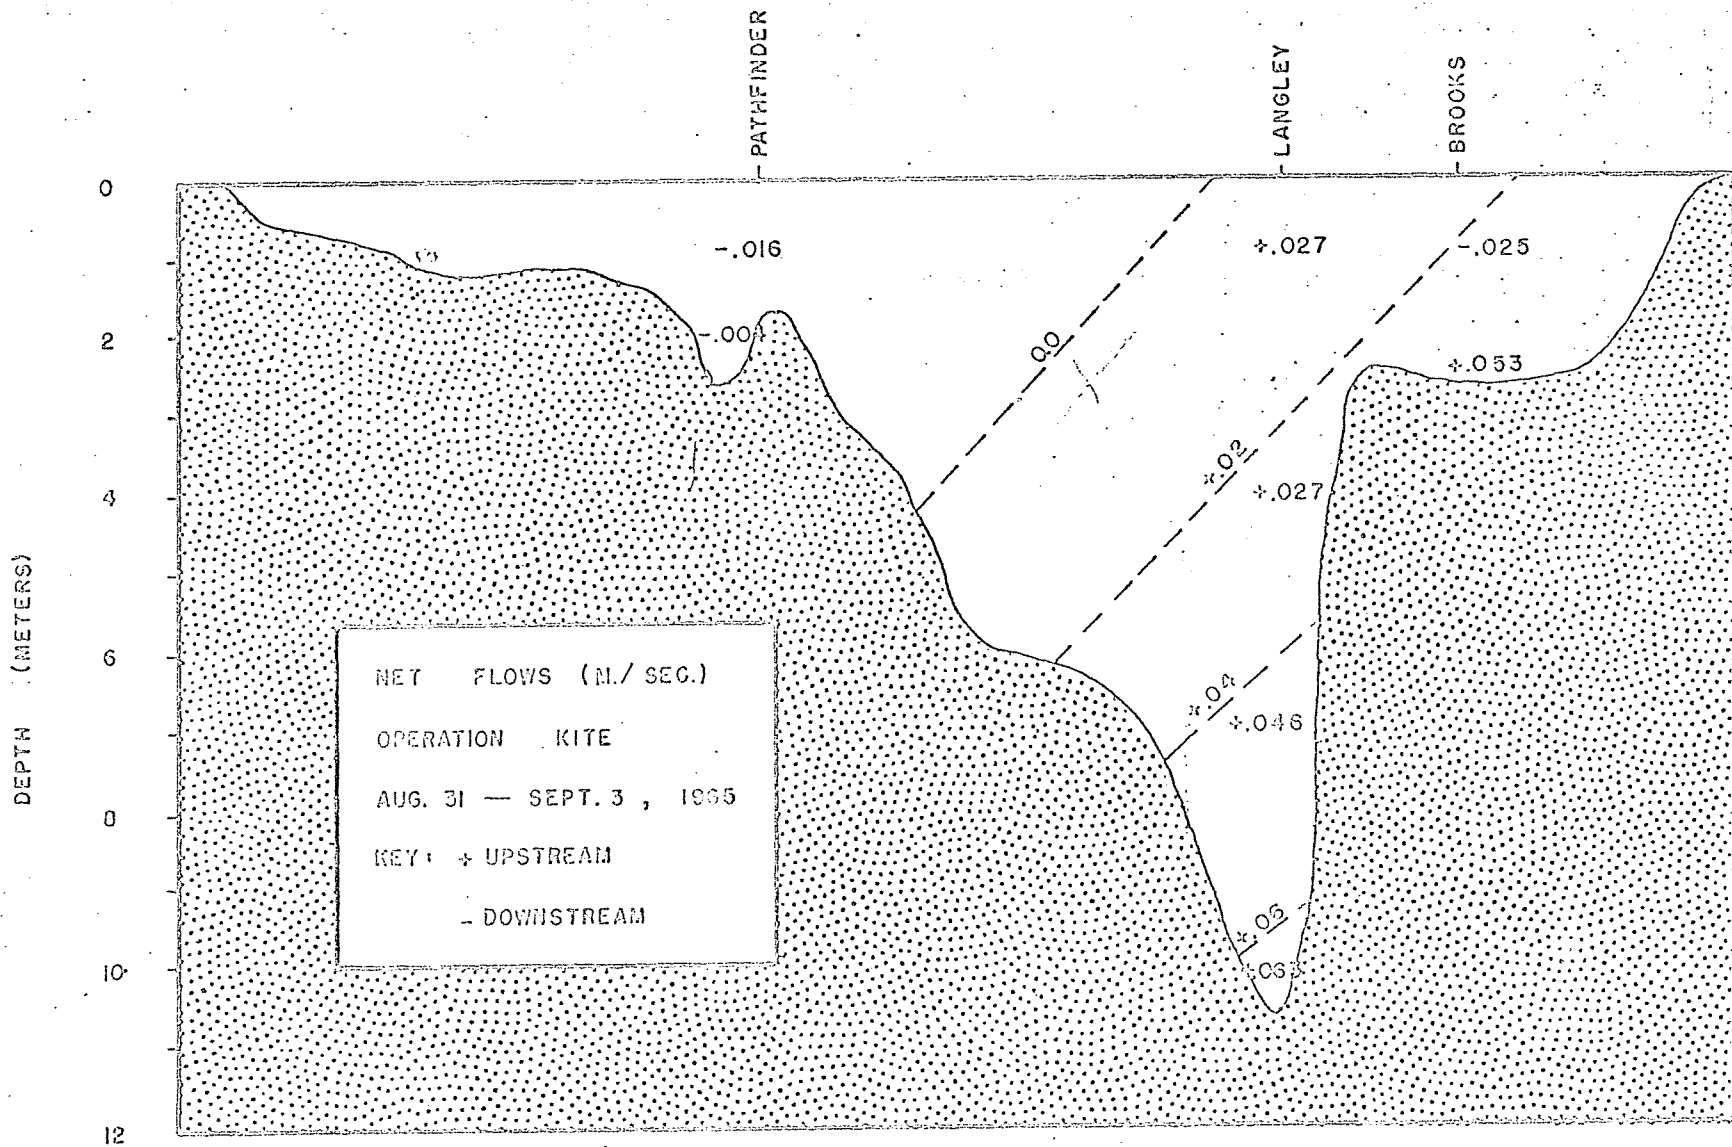 PATHFINDER
LANGLEY
BROOKS
0
2
4
6
8
10
12
DEPTH (METERS)
-.016
+.027
-.025
-.004
0.0
+.053
+.02
+.027
+.04
+.046
+.06
NET FLOWS (M./SEC.)
OPERATION KITE
AUG. 31 — SEPT. 3, 1965
KEY: + UPSTREAM
- DOWNSTREAM